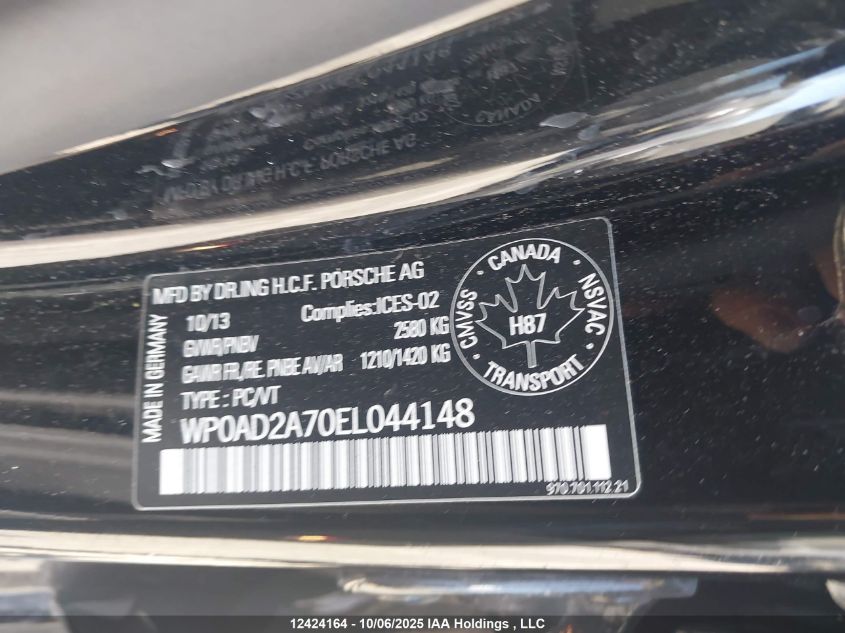 MFD BY DR.ING H.C.F. PORSCHE AG
10/13 Complies:ICES-02
GVWR/PNBV 2580 KG
GAWR FR./RE. PNBE AV/AR 1210/1420 KG
TYPE : PC/VT
WP0AD2A70EL044148
MADE IN GERMANY
CANADA
CMVSS
NSVAC
H87
TRANSPORT
970.701.112.21
12424164 - 10/06/2025 IAA Holdings , LLC